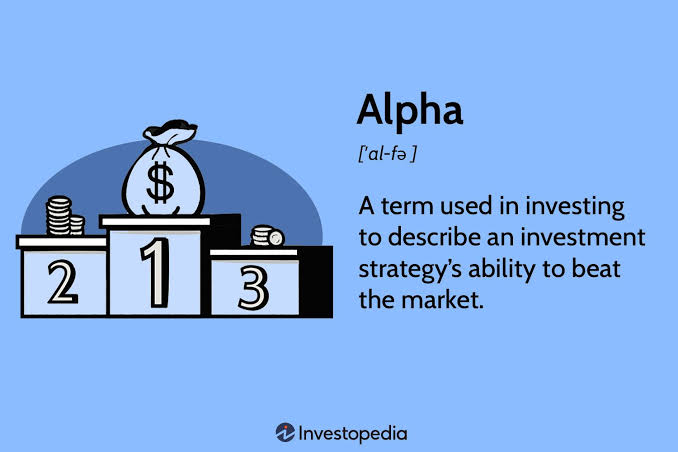 Alpha
['al-fə]
A term used in investing
to describe an investment
strategy’s ability to beat
the market.
$
2
1
3
Investopedia